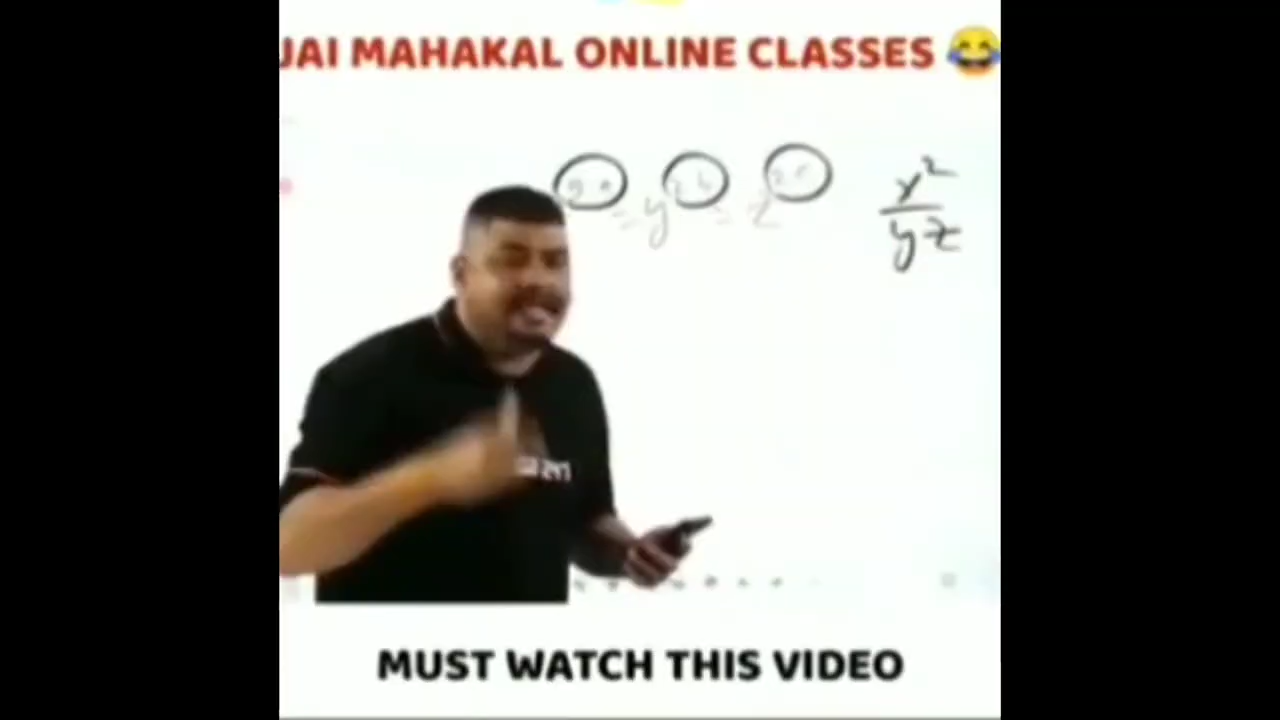 JAI MAHAKAL ONLINE CLASSES 😂
= y = z
x²
yz
MUST WATCH THIS VIDEO